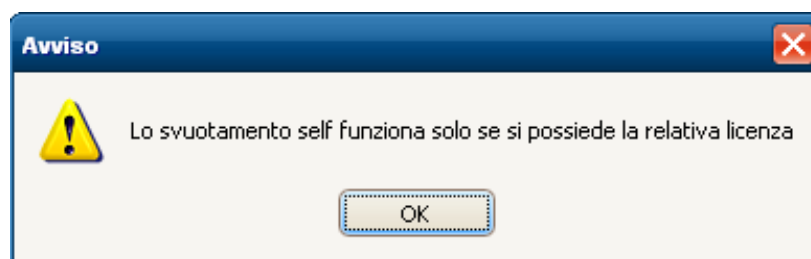 Avviso
Lo svuotamento self funziona solo se si possiede la relativa licenza
OK